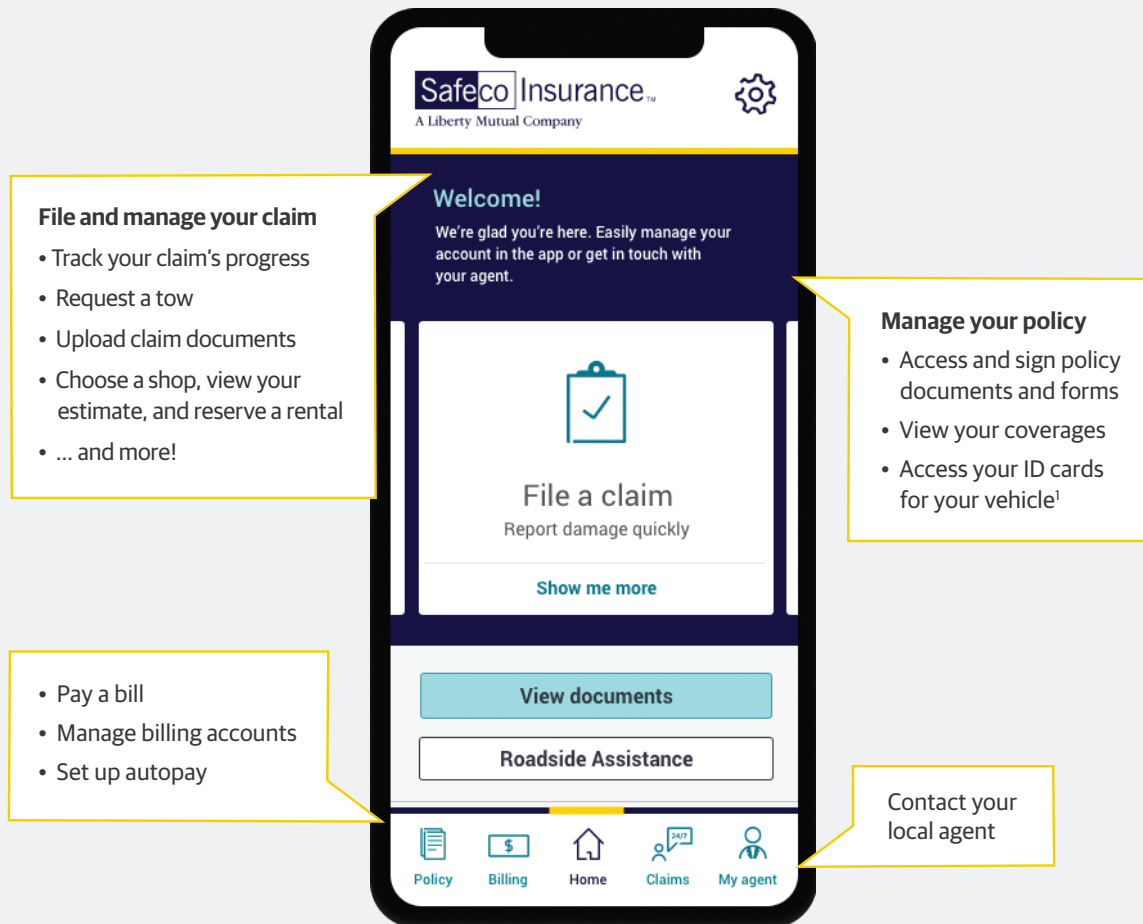 Safeco Insurance™
A Liberty Mutual Company
File and manage your claim
• Track your claim's progress
• Request a tow
• Upload claim documents
• Choose a shop, view your
estimate, and reserve a rental
• ... and more!
Welcome!
We're glad you're here. Easily manage your
account in the app or get in touch with
your agent.
Manage your policy
• Access and sign policy
documents and forms
• View your coverages
• Access your ID cards
for your vehicle¹
File a claim
Report damage quickly
Show me more
• Pay a bill
• Manage billing accounts
• Set up autopay
View documents
Roadside Assistance
Contact your
local agent
$
24/7
Policy Billing Home Claims My agent